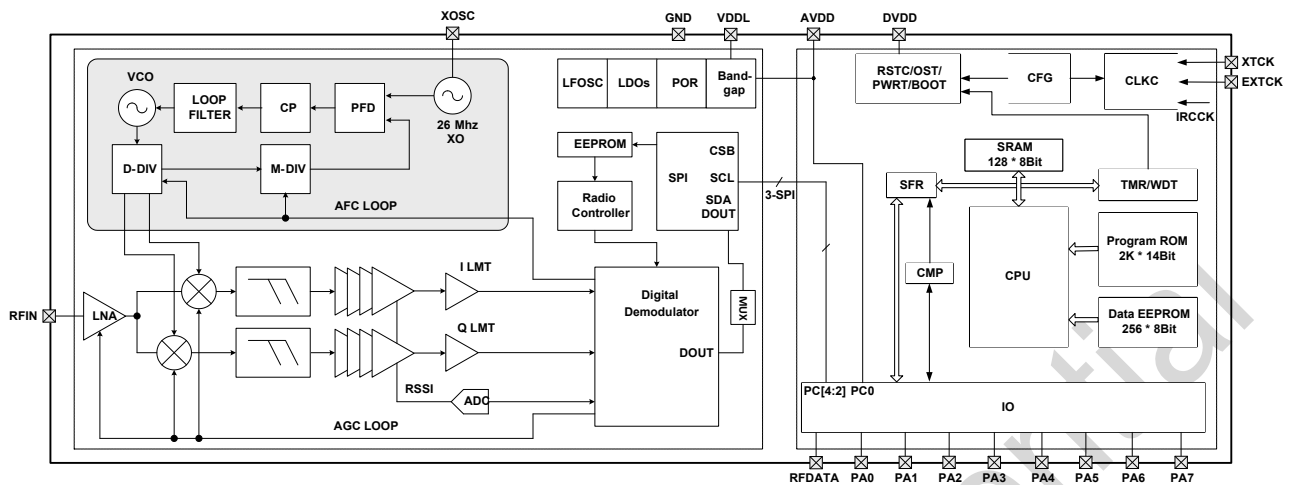 XOSC
GND
VDDL
AVDD
DVDD
VCO
LOOP
FILTER
CP
PFD
26 Mhz
XO
D-DIV
M-DIV
AFC LOOP
LFOSC
LDOs
POR
Band-
gap
EEPROM
Radio
Controller
SPI
CSB
SCL
SDA
DOUT
3-SPI
RSTC/OST/
PWRT/BOOT
CFG
CLKC
XTCK
EXTCK
IRCCK
SRAM
128 * 8Bit
SFR
TMR/WDT
CMP
CPU
Program ROM
2K * 14Bit
Data EEPROM
256 * 8Bit
RFIN
LNA
I LMT
Q LMT
RSSI
ADC
AGC LOOP
Digital
Demodulator
DOUT
MUX
PC[4:2]
PC0
IO
RFDATA
PA0
PA1
PA2
PA3
PA4
PA5
PA6
PA7